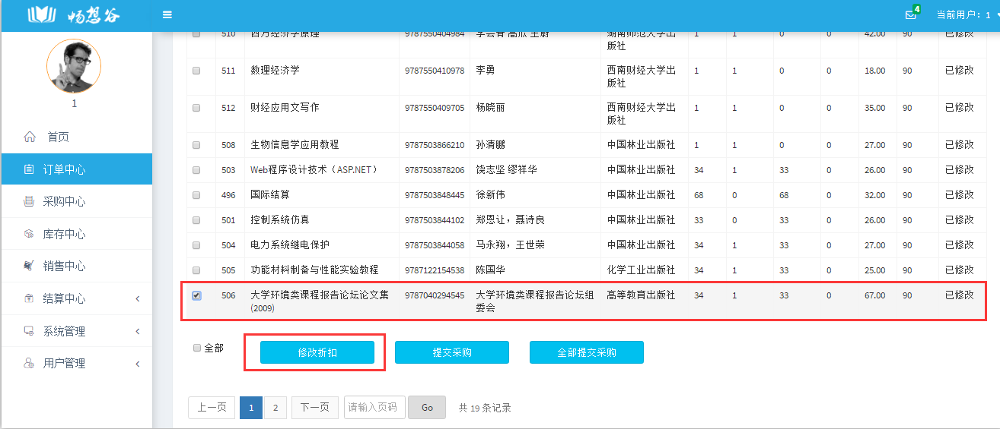 畅想谷
4
当前用户：1
1
首页
订单中心
采购中心
库存中心
销售中心
结算中心
系统管理
用户管理
510 西方经济学原理 9787550404984 李会青 高欣 王蔚 湖南师范大学出 1 1 0 0 42.00 90 已修改
版社
511 数理经济学 9787550410978 李勇 西南财经大学出 1 1 0 0 18.00 90 已修改
版社
512 财经应用文写作 9787550409705 杨晓丽 西南财经大学出 1 1 0 0 35.00 90 已修改
版社
508 生物信息学应用教程 9787503866210 孙清鹏 中国林业出版社 1 1 0 0 27.00 90 已修改
503 Web程序设计技术（ASP.NET） 9787503878206 饶志坚 缪祥华 中国林业出版社 34 1 33 0 26.00 90 已修改
496 国际结算 9787503848445 徐新伟 中国林业出版社 68 0 68 0 32.00 90 已修改
501 控制系统仿真 9787503844102 郑恩让，聂诗良 中国林业出版社 33 0 33 0 26.00 90 已修改
504 电力系统继电保护 9787503844058 马永翔，王世荣 中国林业出版社 34 1 33 0 27.00 90 已修改
505 功能材料制备与性能实验教程 9787122154538 陈国华 化学工业出版社 34 1 33 0 25.00 90 已修改
506 大学环境类课程报告论坛论文集 9787040294545 大学环境类课程报告论坛组 高等教育出版社 34 1 33 0 67.00 90 已修改
(2009) 委会
全部 修改折扣 提交采购 全部提交采购
上一页 1 2 下一页 请输入页码 Go 共 19 条记录